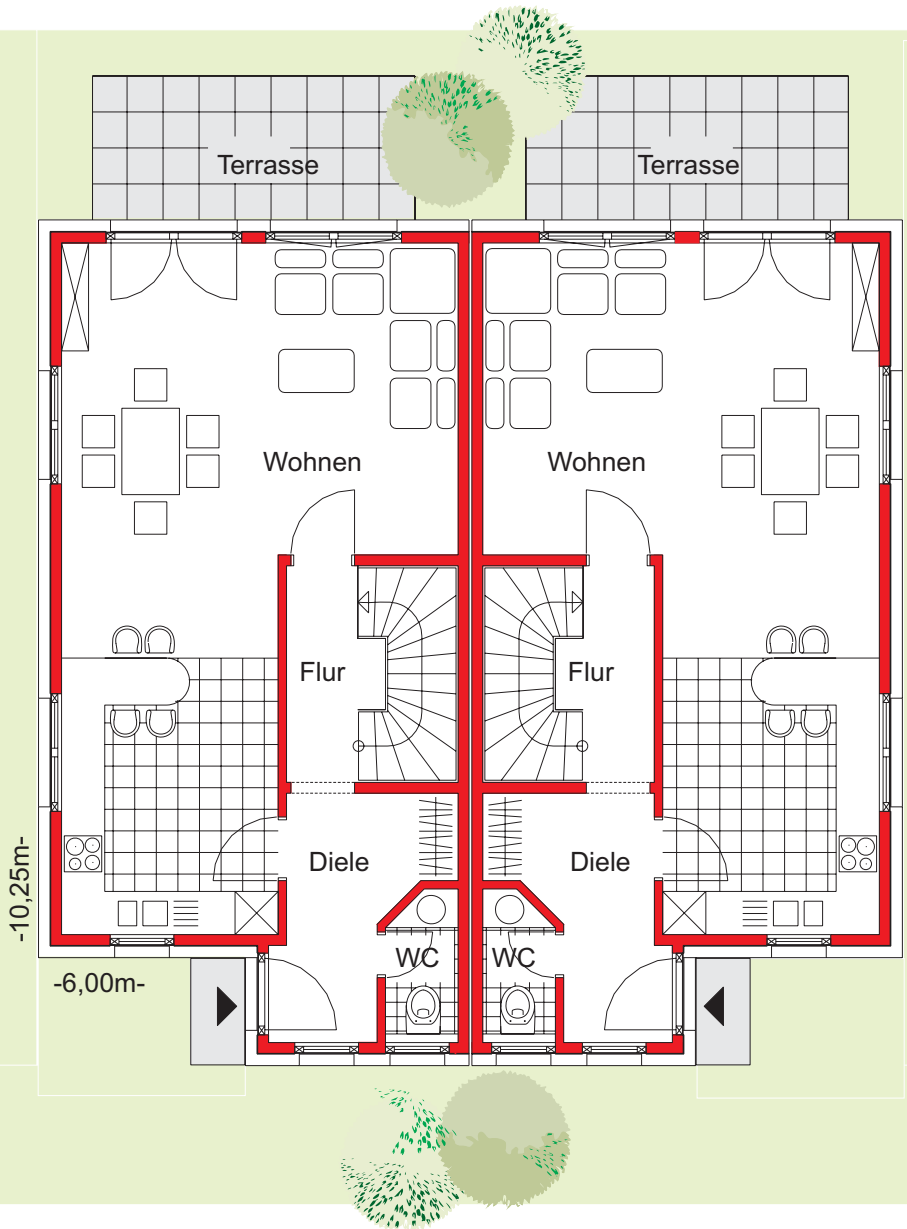 Terrasse Terrasse
Wohnen Wohnen
Flur Flur
Diele Diele
-10,25m-
WC WC
-6,00m-